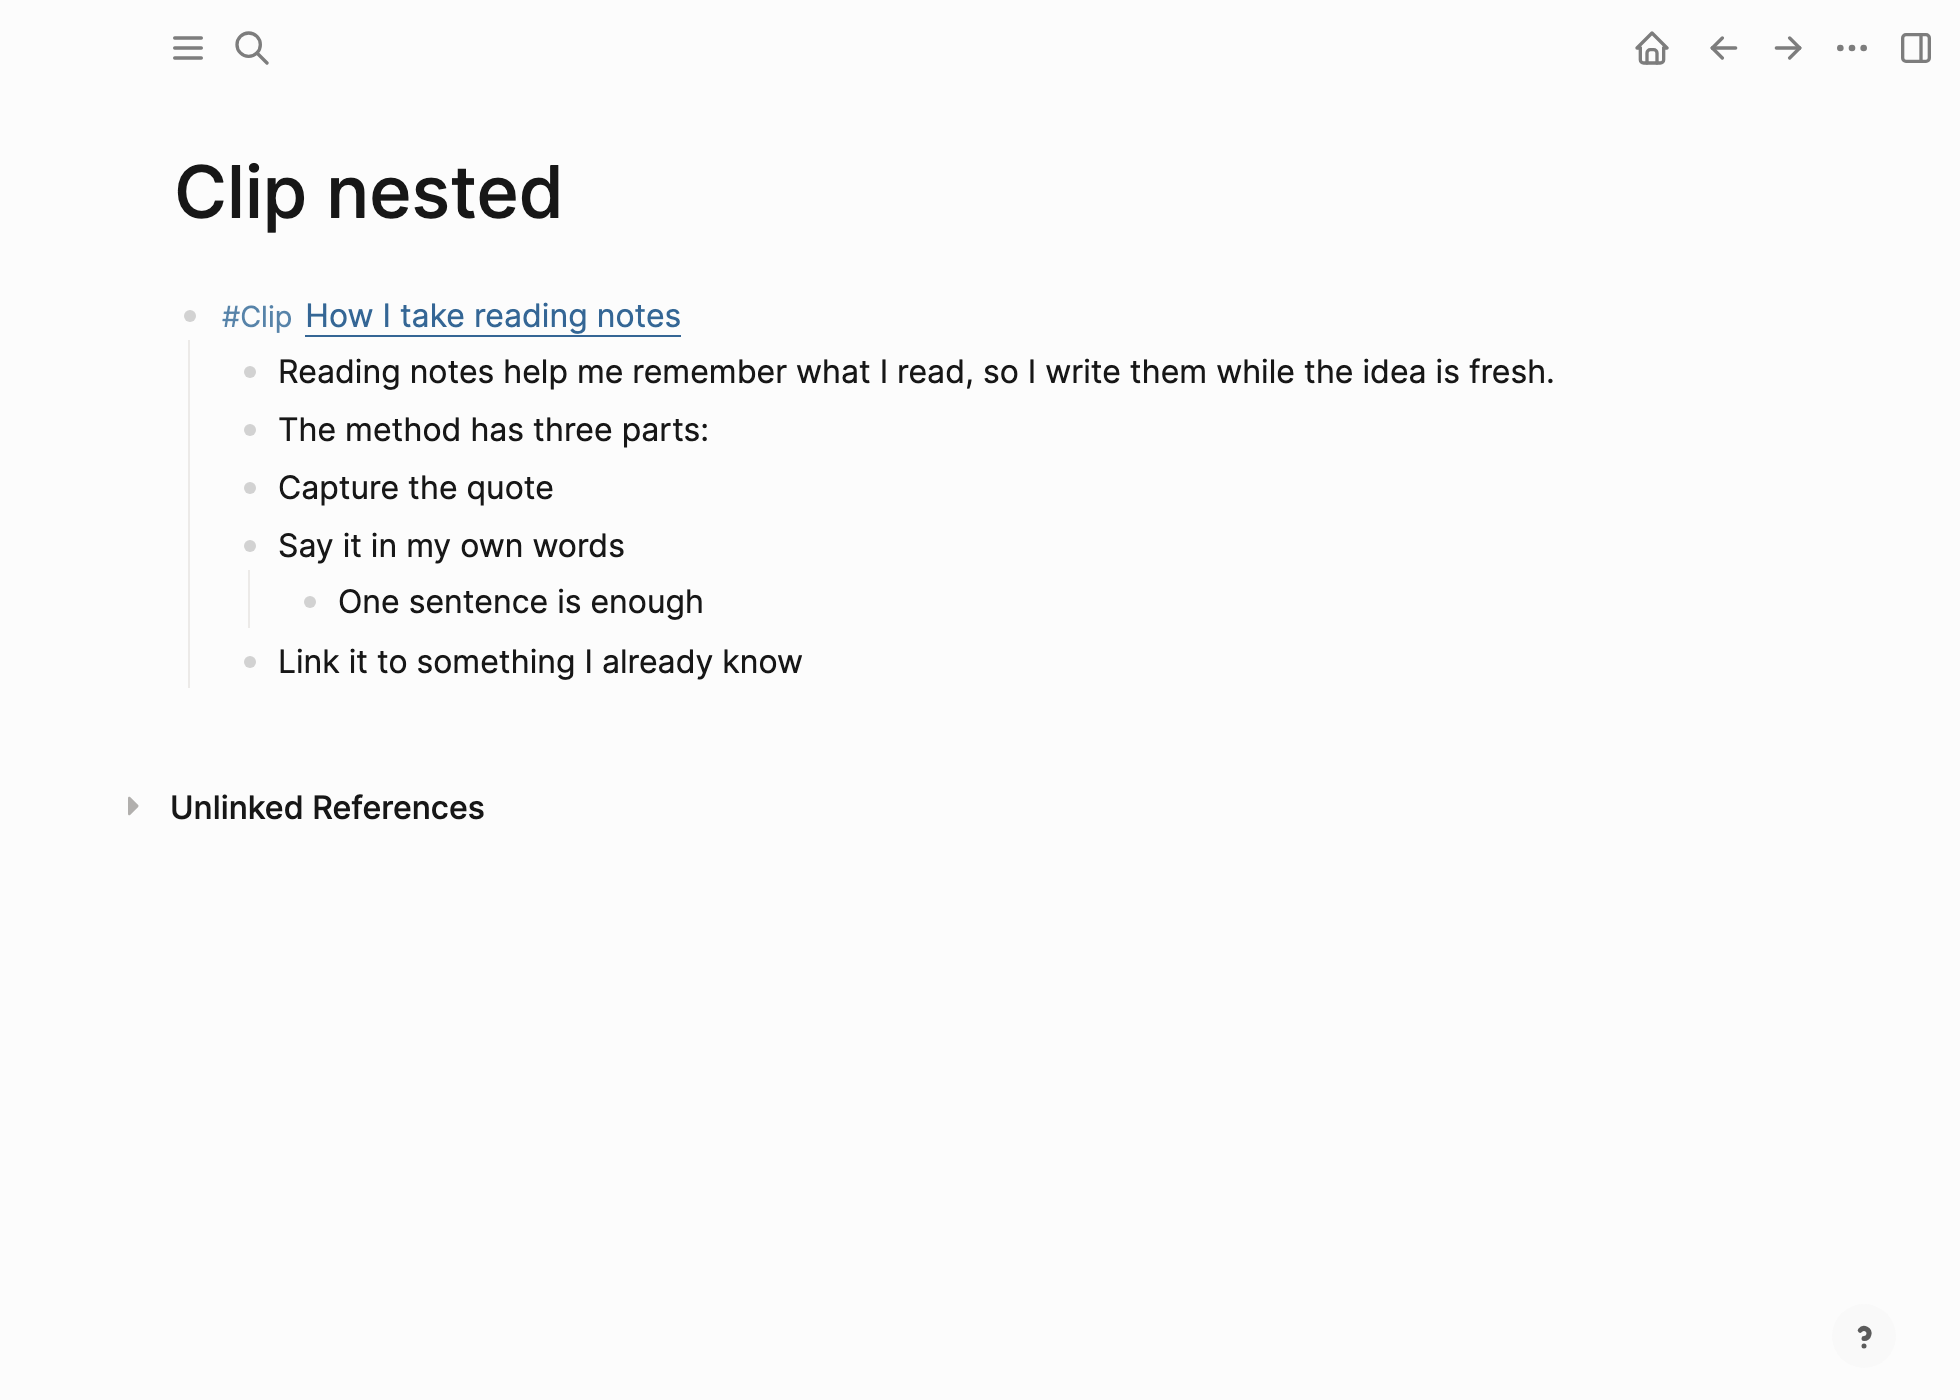 Clip nested
#Clip How I take reading notes
Reading notes help me remember what I read, so I write them while the idea is fresh.
The method has three parts:
Capture the quote
Say it in my own words
One sentence is enough
Link it to something I already know
Unlinked References
?